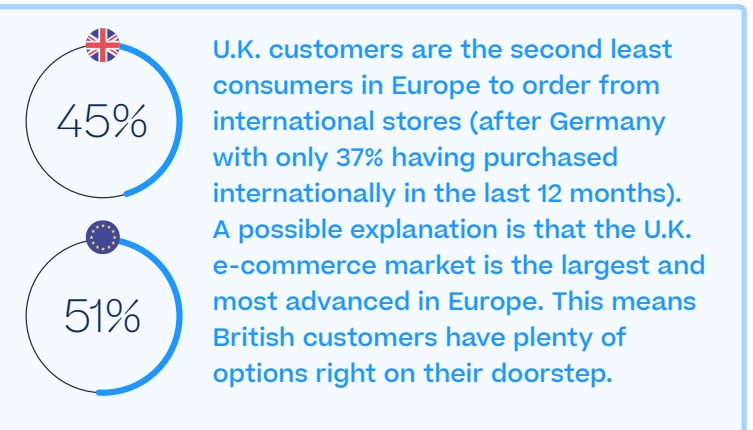 45%
U.K. customers are the second least
consumers in Europe to order from
international stores (after Germany
with only 37% having purchased
internationally in the last 12 months).
A possible explanation is that the U.K.
e-commerce market is the largest and
most advanced in Europe. This means
British customers have plenty of
options right on their doorstep.
51%